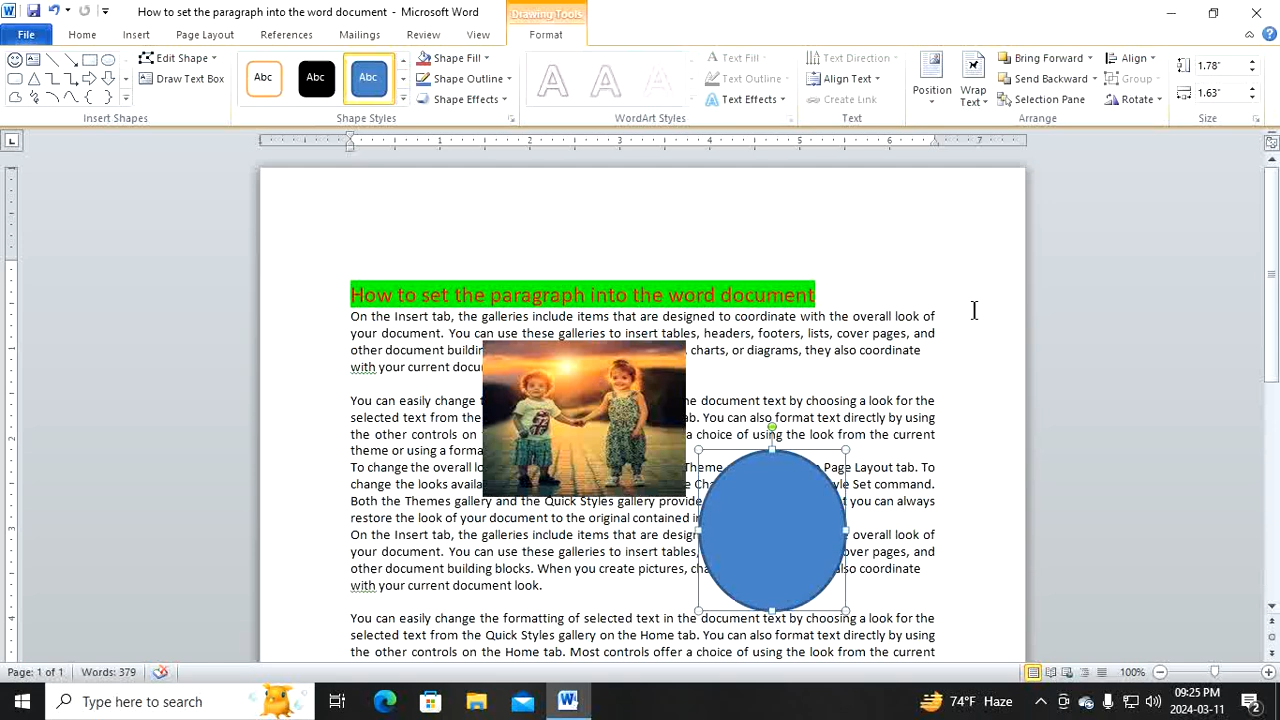 How to set the paragraph into the word document - Microsoft Word
Drawing Tools
File Home Insert Page Layout References Mailings Review View Format
Edit Shape
Draw Text Box
Insert Shapes
Abc Abc Abc
Shape Fill
Shape Outline
Shape Effects
Shape Styles
A A A
Text Fill
Text Outline
Text Effects
WordArt Styles
Text Direction
Align Text
Create Link
Text
Position
Wrap Text
Bring Forward
Send Backward
Selection Pane
Align
Group
Rotate
Arrange
1.78"
1.63"
Size
1 1 2 3 4 5 6 7
How to set the paragraph into the word document
On the Insert tab, the galleries include items that are designed to coordinate with the overall look of
your document. You can use these galleries to insert tables, headers, footers, lists, cover pages, and
other document charts, or diagrams, they also coordinate
with your current
You can easily change document text by choosing a look for the
selected text from the You can also format text directly by using
the other controls on a choice of using the look from the current
theme or using a
To change the overall Theme Page Layout tab. To
change the looks Set command.
Both the Themes gallery and the Quick Styles gallery you can always
restore the look of your document to the original contained
On the Insert tab, the galleries include items that are overall look of
your document. You can use these galleries to insert tables, pages, and
other document building blocks. When you create pictures, also coordinate
with your current document look.
You can easily change the formatting of selected text in the document text by choosing a look for the
selected text from the Quick Styles gallery on the Home tab. You can also format text directly by using
the other controls on the Home tab. Most controls offer a choice of using the look from the current
1
2
3
4
Page: 1 of 1 Words: 379 100%
Type here to search
74°F Haze
09:25 PM
2024-03-11
2